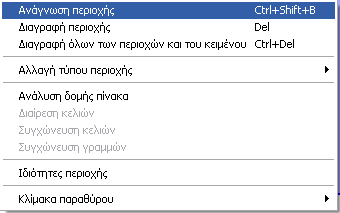 Ανάγνωση περιοχής Ctrl+Shift+B
Διαγραφή περιοχής Del
Διαγραφή όλων των περιοχών και του κειμένου Ctrl+Del
Αλλαγή τύπου περιοχής
Ανάλυση δομής πίνακα
Διαίρεση κελιών
Συγχώνευση κελιών
Συγχώνευση γραμμών
Ιδιότητες περιοχής
Κλίμακα παραθύρου